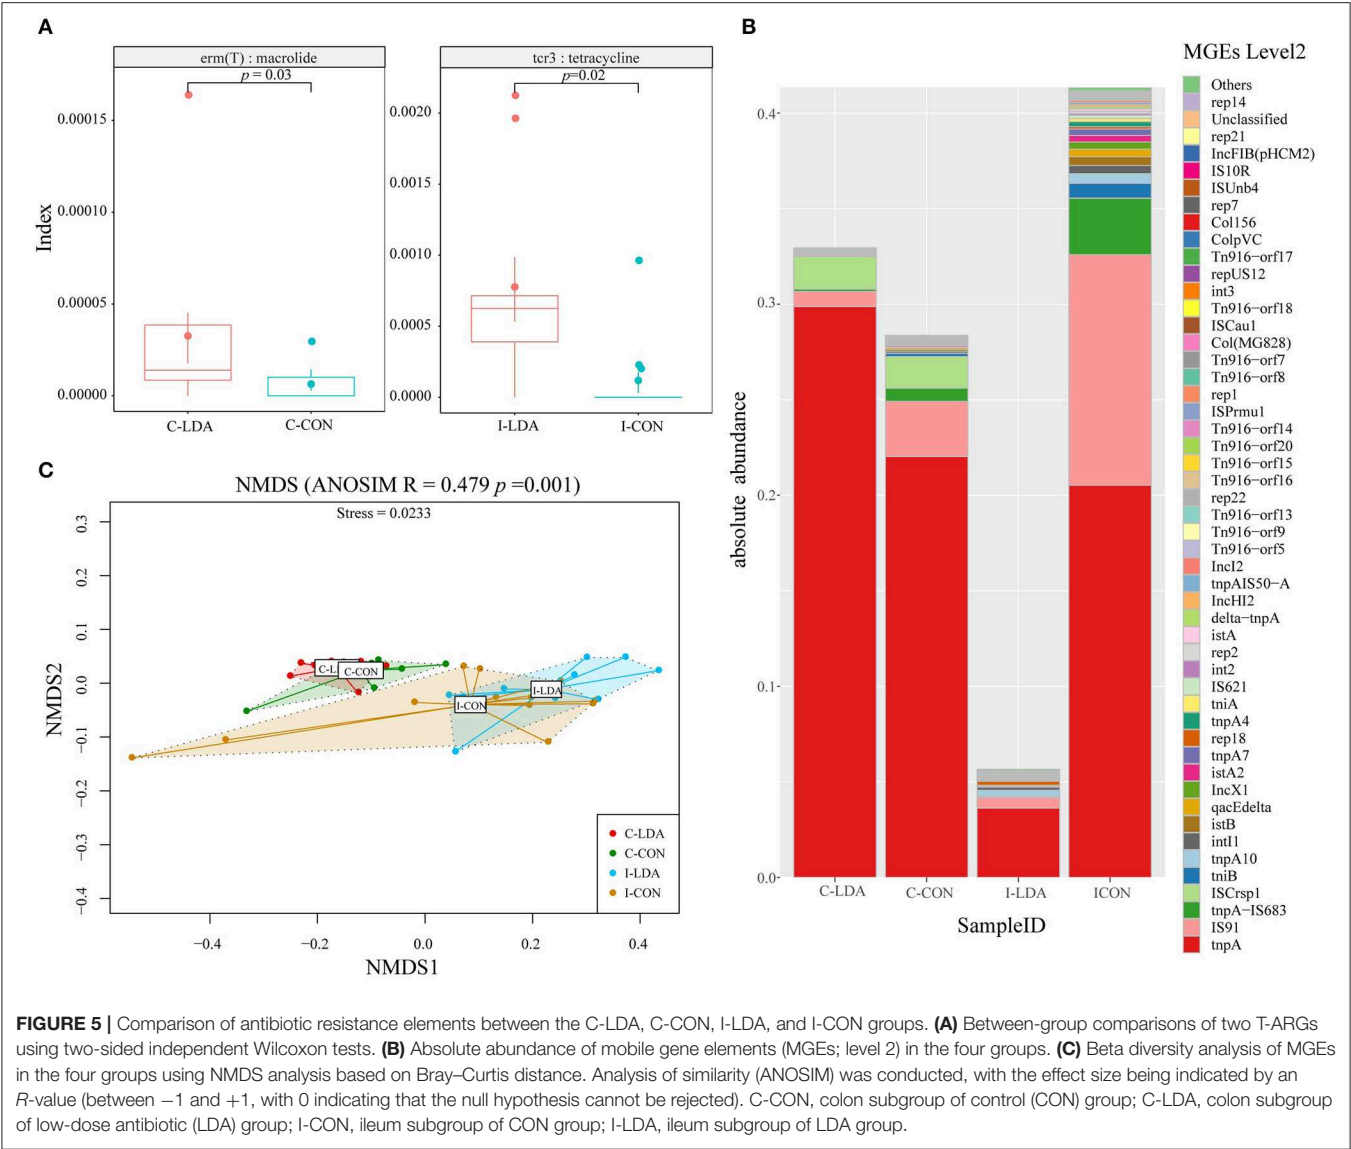 A
erm(T) : macrolide
p = 0.03
0.00015
0.00010
0.00005
0.00000
Index
C-LDA
C-CON
tcr3 : tetracycline
p=0.02
0.0020
0.0015
0.0010
0.0005
0.0000
I-LDA
I-CON
B
0.4
0.3
0.2
0.1
0.0
absolute abundance
C-LDA
C-CON
I-LDA
ICON
SampleID
MGEs Level2
Others
rep14
Unclassified
rep21
IncFIB(pHCM2)
IS10R
ISUnb4
rep7
Col156
ColpVC
Tn916−orf17
repUS12
int3
Tn916−orf18
ISCau1
Col(MG828)
Tn916−orf7
Tn916−orf8
rep1
ISPrmu1
Tn916−orf14
Tn916−orf20
Tn916−orf15
Tn916−orf16
rep22
Tn916−orf13
Tn916−orf9
Tn916−orf5
IncI2
tnpAIS50−A
IncHI2
delta−tnpA
istA
rep2
int2
IS621
tniA
tnpA4
rep18
tnpA7
istA2
IncX1
qacEdelta
istB
intI1
tnpA10
tniB
ISCrsp1
tnpA−IS683
IS91
tnpA
C
NMDS (ANOSIM R = 0.479 p =0.001)
Stress = 0.0233
0.3
0.2
0.1
0.0
−0.1
−0.2
−0.3
−0.4
NMDS2
C-L
C-CON
I-LDA
I-CON
C-LDA
C-CON
I-LDA
I-CON
−0.4
−0.2
0.0
0.2
0.4
NMDS1
FIGURE 5 | Comparison of antibiotic resistance elements between the C-LDA, C-CON, I-LDA, and I-CON groups. (A) Between-group comparisons of two T-ARGs
using two-sided independent Wilcoxon tests. (B) Absolute abundance of mobile gene elements (MGEs; level 2) in the four groups. (C) Beta diversity analysis of MGEs
in the four groups using NMDS analysis based on Bray–Curtis distance. Analysis of similarity (ANOSIM) was conducted, with the effect size being indicated by an
R-value (between −1 and +1, with 0 indicating that the null hypothesis cannot be rejected). C-CON, colon subgroup of control (CON) group; C-LDA, colon subgroup
of low-dose antibiotic (LDA) group; I-CON, ileum subgroup of CON group; I-LDA, ileum subgroup of LDA group.